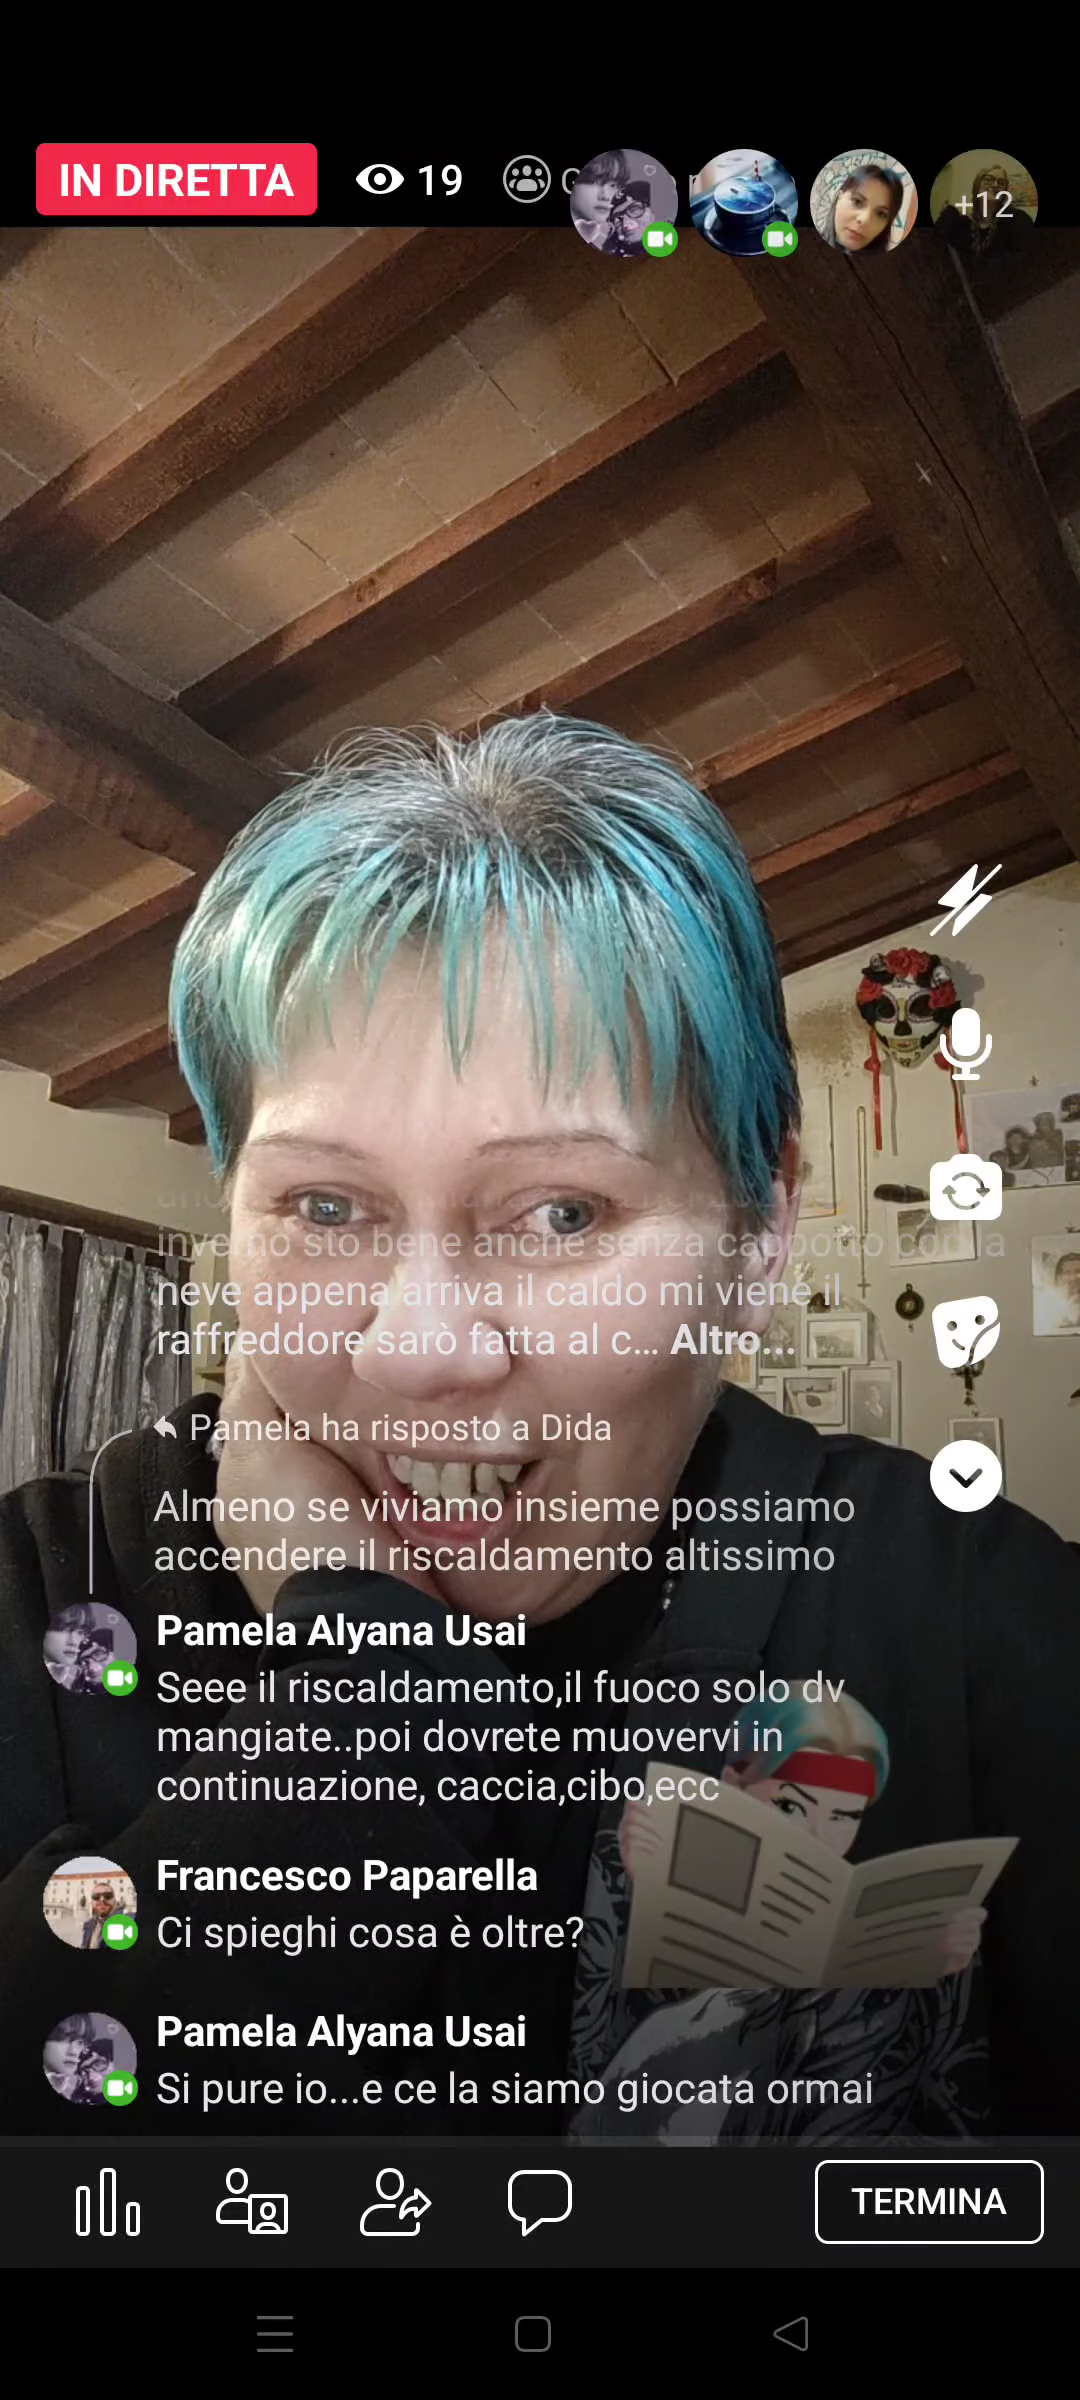 IN DIRETTA
19
+12
inverno sto bene anche senza cappotto con la
neve appena arriva il caldo mi viene il
raffreddore sarò fatta al c... Altro...
Pamela ha risposto a Dida
Almeno se viviamo insieme possiamo
accendere il riscaldamento altissimo
Pamela Alyana Usai
Seee il riscaldamento,il fuoco solo dv
mangiate..poi dovrete muovervi in
continuazione, caccia,cibo,ecc
Francesco Paparella
Ci spieghi cosa è oltre?
Pamela Alyana Usai
Si pure io...e ce la siamo giocata ormai
TERMINA